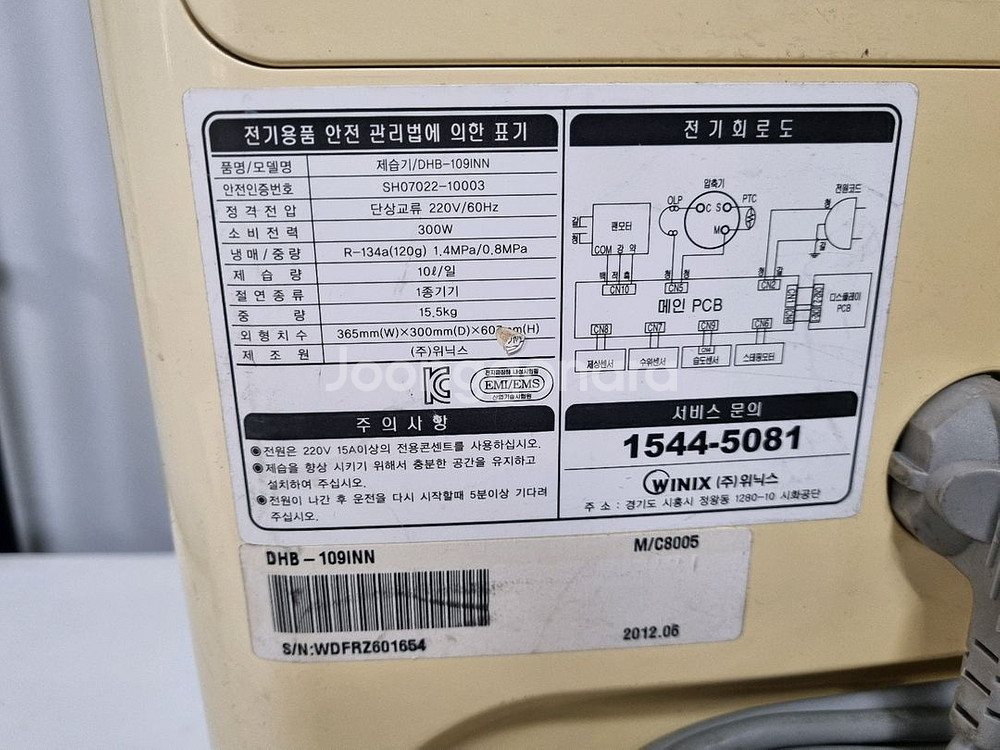 전기용품 안전 관리법에 의한 표기
품명/모델명 제습기/DHB-109INN
안전인증번호 SH07022-10003
정격전압 단상교류 220V/60Hz
소비전력 300W
냉매/중량 R-134a(120g) 1.4MPa/0.8MPa
제습량 10ℓ/일
절연종류 1종기기
중량 15.5kg
외형치수 365mm(W)×300mm(D)× (H)
제조원 (주)위닉스
EMI/EMS
주의사항
◉전원은 220V 15A이상의 전용콘센트를 사용하십시오.
◉제습을 향상 시키기 위해서 충분한 공간을 유지하고
설치하여 주십시오.
◉전원이 나간 후 운전을 다시 시작할때 5분이상 기다려
주십시오.
전기회로도
압축기
전원코드
OLP
C S
PTC
M
팬모터
COM 강 약
백 적 흑
청 청
청 갈
CN10
CN5
CN2
메인 PCB
디스플레이
PCB
CN8
CN7
CN9
CN6
제상센서
수위센서
습도센서
스테핑모터
서비스 문의
1544-5081
WINIX (주)위닉스
주 소 : 경기도 시흥시 정왕동 1280-10 시화공단
Joongonara
DHB-109INN
M/C8005
S/N:WDFRZ601654
2012.06